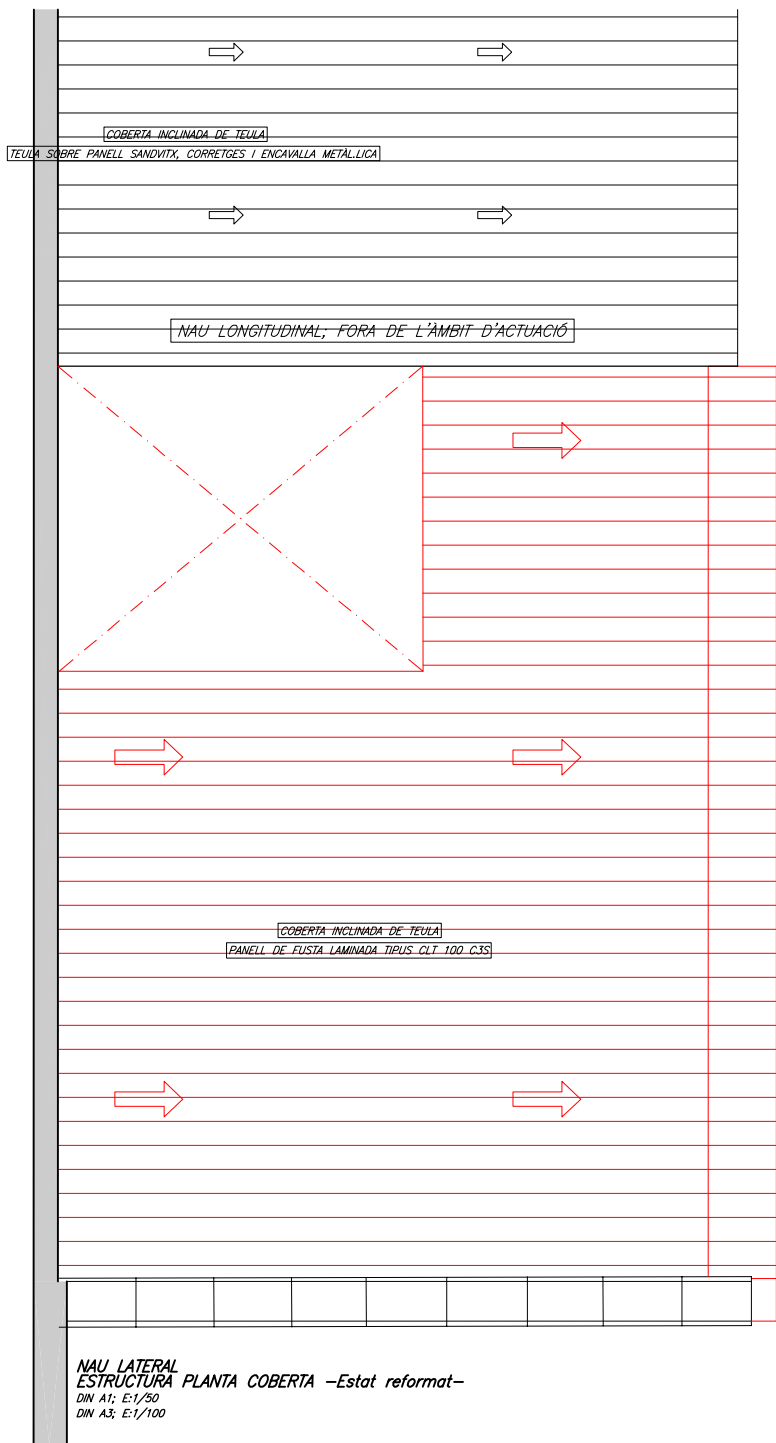 COBERTA INCLINADA DE TEULA
TEULA SOBRE PANELL SANDVITX, CORRETGES I ENCAVALLA METÀL.LICA
NAU LONGITUDINAL; FORA DE L'ÀMBIT D'ACTUACIÓ
COBERTA INCLINADA DE TEULA
PANELL DE FUSTA LAMINADA TIPUS CLT 100 C3S
NAU LATERAL
ESTRUCTURA PLANTA COBERTA -Estat reformat-
DIN A1; E:1/50
DIN A3; E:1/100